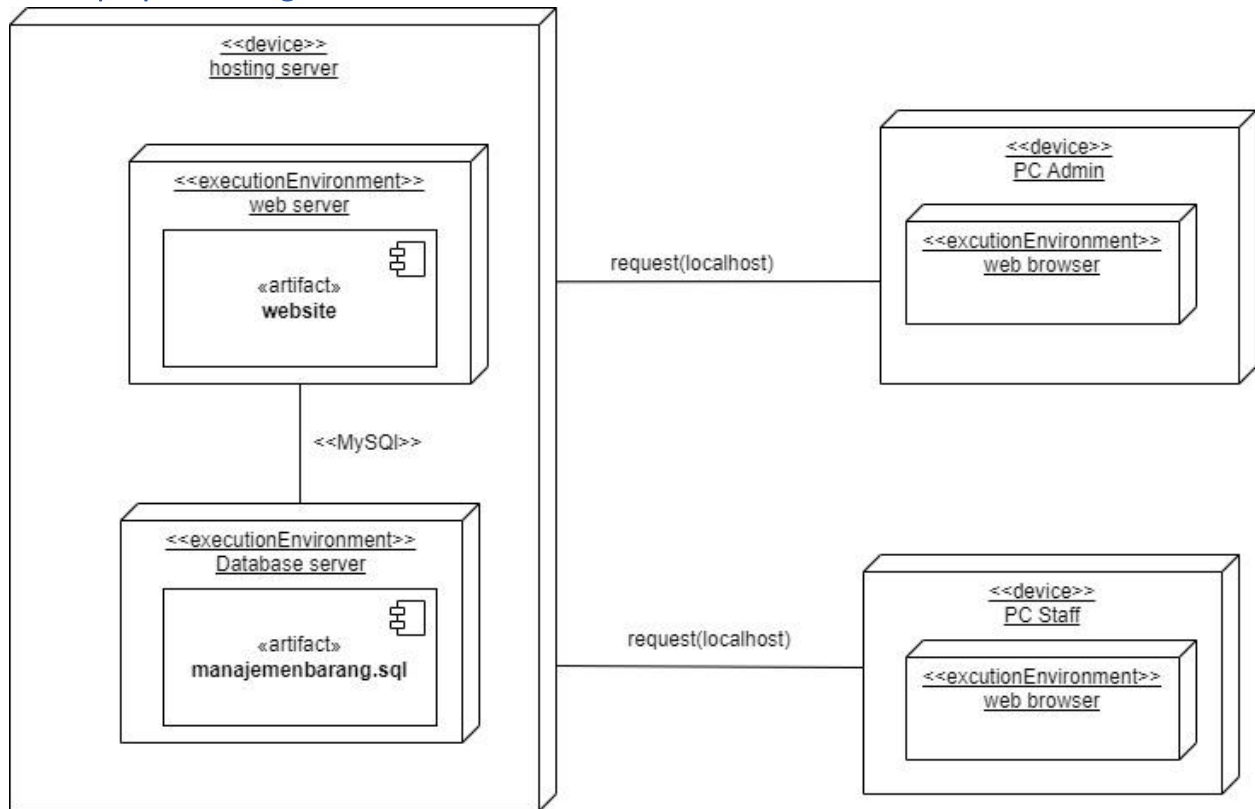 <<device>>
hosting server
<<executionEnvironment>>
web server
«artifact»
website
<<MySQl>>
<<executionEnvironment>>
Database server
«artifact»
manajemenbarang.sql
request(localhost)
<<device>>
PC Admin
<<excutionEnvironment>>
web browser
request(localhost)
<<device>>
PC Staff
<<excutionEnvironment>>
web browser